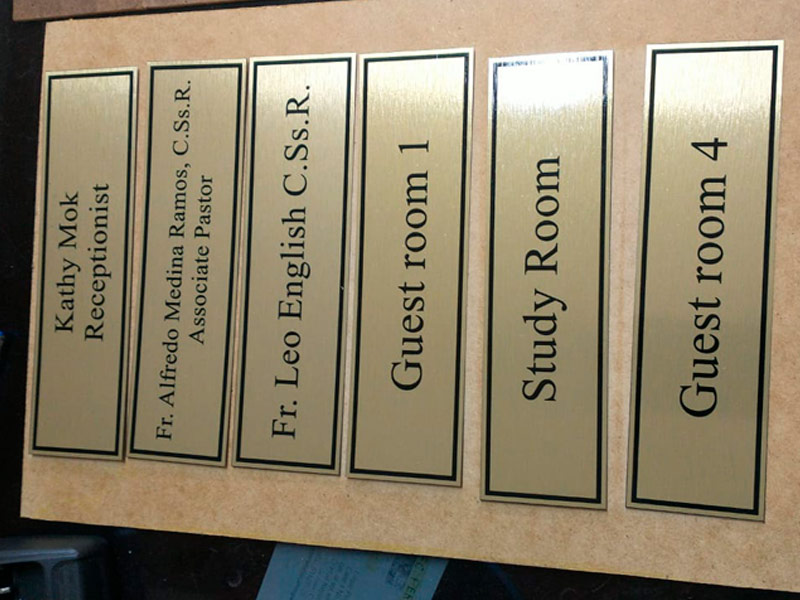 Kathy Mok
Receptionist
Fr. Alfredo Medina Ramos, C.Ss.R.
Associate Pastor
Fr. Leo English C.Ss.R.
Guest room 1
Study Room
Guest room 4